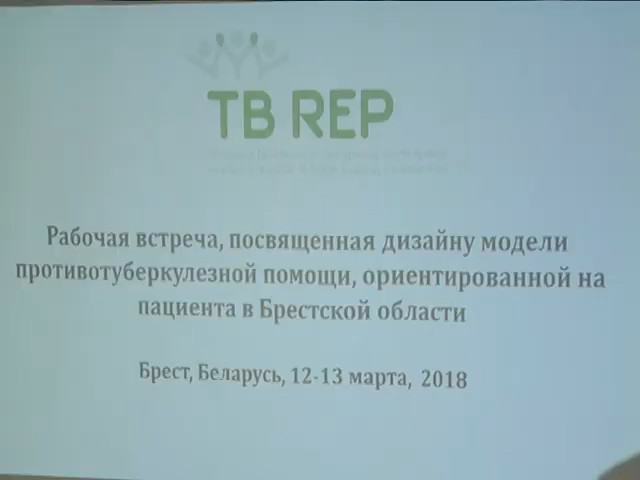 TB REP
Рабочая встреча, посвященная дизайну модели
противотуберкулезной помощи, ориентированной на
пациента в Брестской области
Брест, Беларусь, 12-13 марта, 2018